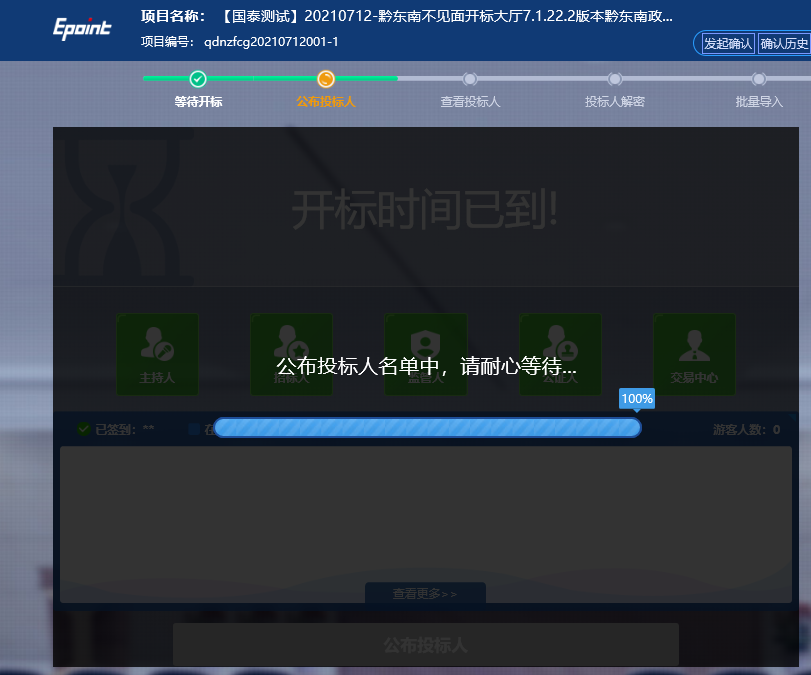 Epoint
项目名称： 【国泰测试】20210712-黔东南不见面开标大厅7.1.22.2版本黔东南政...
项目编号： qdnzfcg20210712001-1
发起确认 确认历史
等待开标 公布投标人 查看投标人 投标人解密 批量导入
开标时间已到!
主持人 招标人 监督人 公证人 交易中心
公布投标人名单中，请耐心等待...
100%
已签到：** 在 游客人数：0
查看更多>>
公布投标人